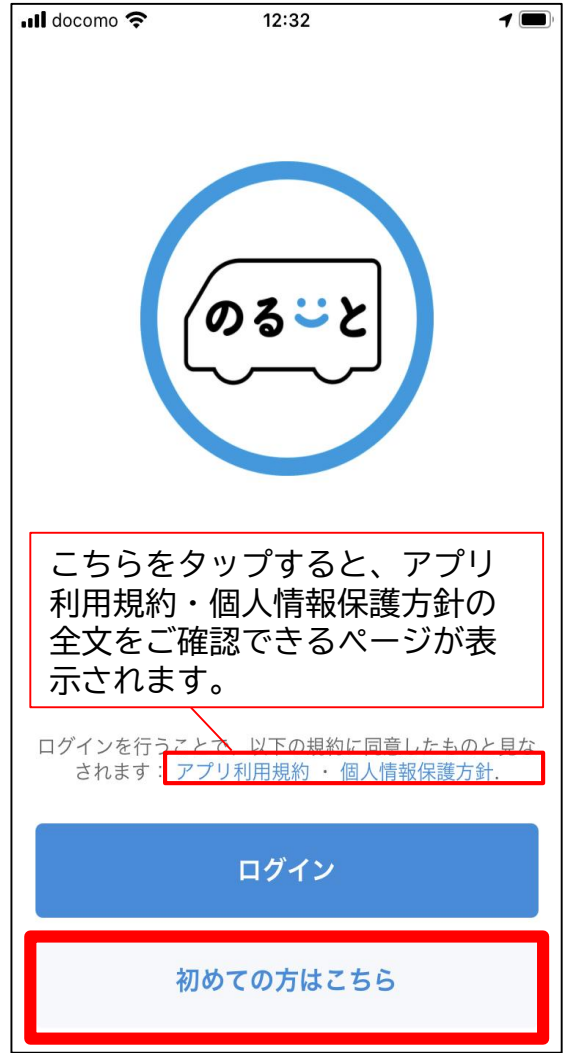 docomo
12:32
のると
こちらをタップすると、アプリ
利用規約・個人情報保護方針の
全文をご確認できるページが表
示されます。
ログインを行うことで、以下の規約に同意したものと見な
されます： アプリ利用規約 ・ 個人情報保護方針.
ログイン
初めての方はこちら